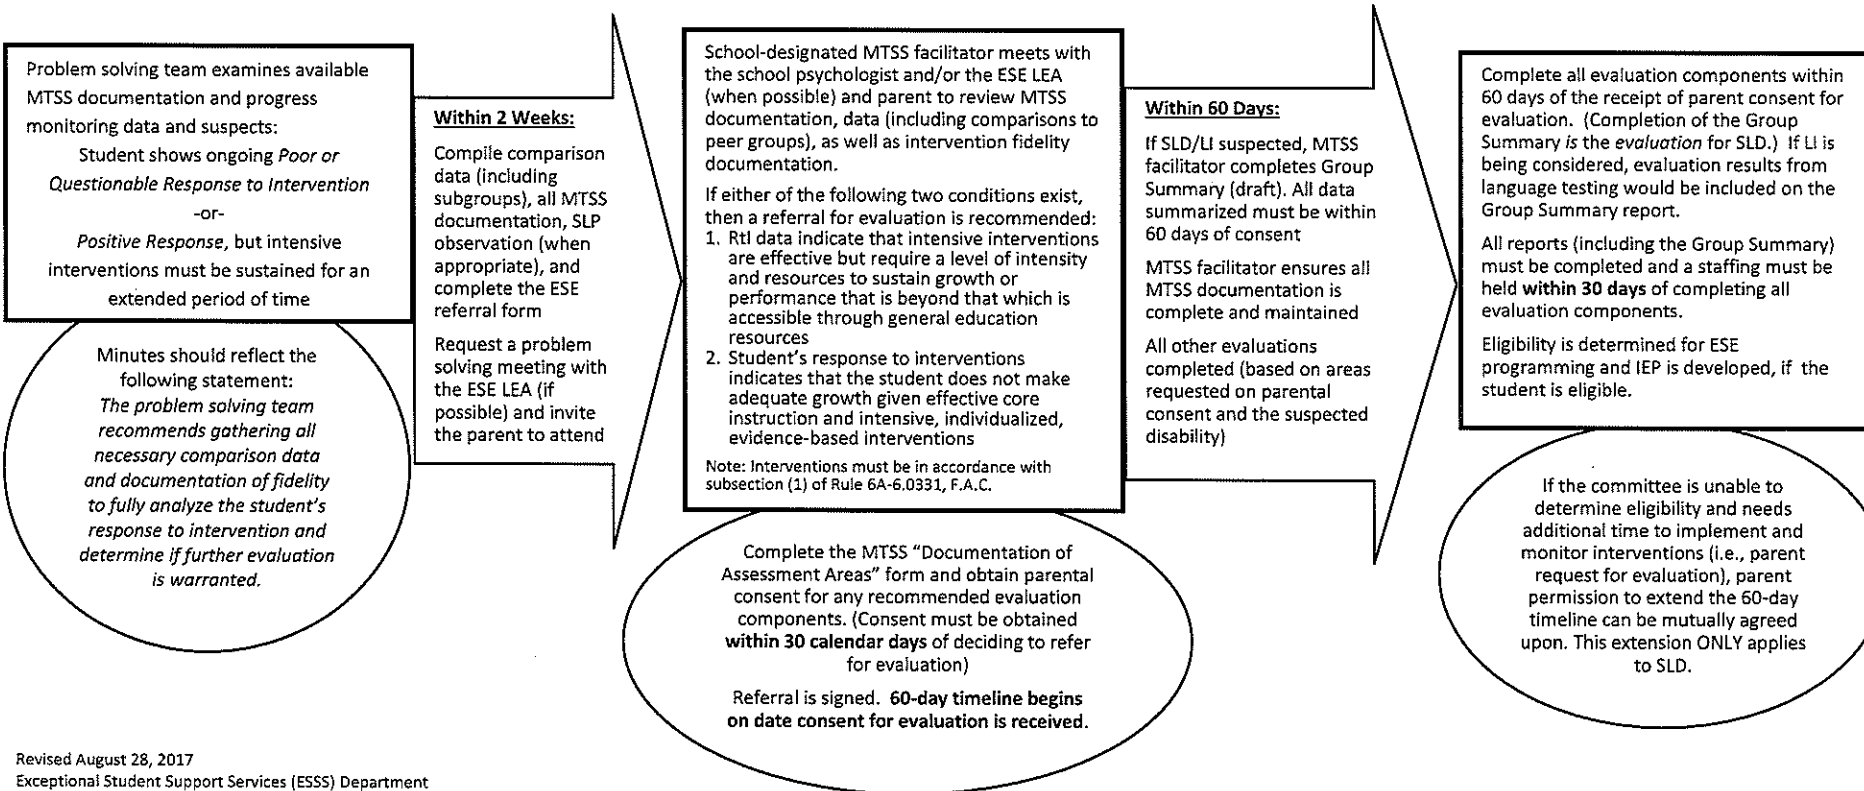 Problem solving team examines available
MTSS documentation and progress
monitoring data and suspects:
Student shows ongoing Poor or
Questionable Response to Intervention
-or-
Positive Response, but intensive
interventions must be sustained for an
extended period of time
Minutes should reflect the
following statement:
The problem solving team
recommends gathering all
necessary comparison data
and documentation of fidelity
to fully analyze the student's
response to intervention and
determine if further evaluation
is warranted.
Within 2 Weeks:
Compile comparison
data (including
subgroups), all MTSS
documentation, SLP
observation (when
appropriate), and
complete the ESE
referral form
Request a problem
solving meeting with
the ESE LEA (if
possible) and invite
the parent to attend
School-designated MTSS facilitator meets with
the school psychologist and/or the ESE LEA
(when possible) and parent to review MTSS
documentation, data (including comparisons to
peer groups), as well as intervention fidelity
documentation.
If either of the following two conditions exist,
then a referral for evaluation is recommended:
1. RtI data indicate that intensive interventions
are effective but require a level of intensity
and resources to sustain growth or
performance that is beyond that which is
accessible through general education
resources
2. Student's response to interventions
indicates that the student does not make
adequate growth given effective core
instruction and intensive, individualized,
evidence-based interventions
Note: Interventions must be in accordance with
subsection (1) of Rule 6A-6.0331, F.A.C.
Complete the MTSS "Documentation of
Assessment Areas" form and obtain parental
consent for any recommended evaluation
components. (Consent must be obtained
within 30 calendar days of deciding to refer
for evaluation)
Referral is signed. 60-day timeline begins
on date consent for evaluation is received.
Within 60 Days:
If SLD/LI suspected, MTSS
facilitator completes Group
Summary (draft). All data
summarized must be within
60 days of consent
MTSS facilitator ensures all
MTSS documentation is
complete and maintained
All other evaluations
completed (based on areas
requested on parental
consent and the suspected
disability)
Complete all evaluation components within
60 days of the receipt of parent consent for
evaluation. (Completion of the Group
Summary is the evaluation for SLD.) If LI is
being considered, evaluation results from
language testing would be included on the
Group Summary report.
All reports (including the Group Summary)
must be completed and a staffing must be
held within 30 days of completing all
evaluation components.
Eligibility is determined for ESE
programming and IEP is developed, if the
student is eligible.
If the committee is unable to
determine eligibility and needs
additional time to implement and
monitor interventions (i.e., parent
request for evaluation), parent
permission to extend the 60-day
timeline can be mutually agreed
upon. This extension ONLY applies
to SLD.
Revised August 28, 2017
Exceptional Student Support Services (ESSS) Department